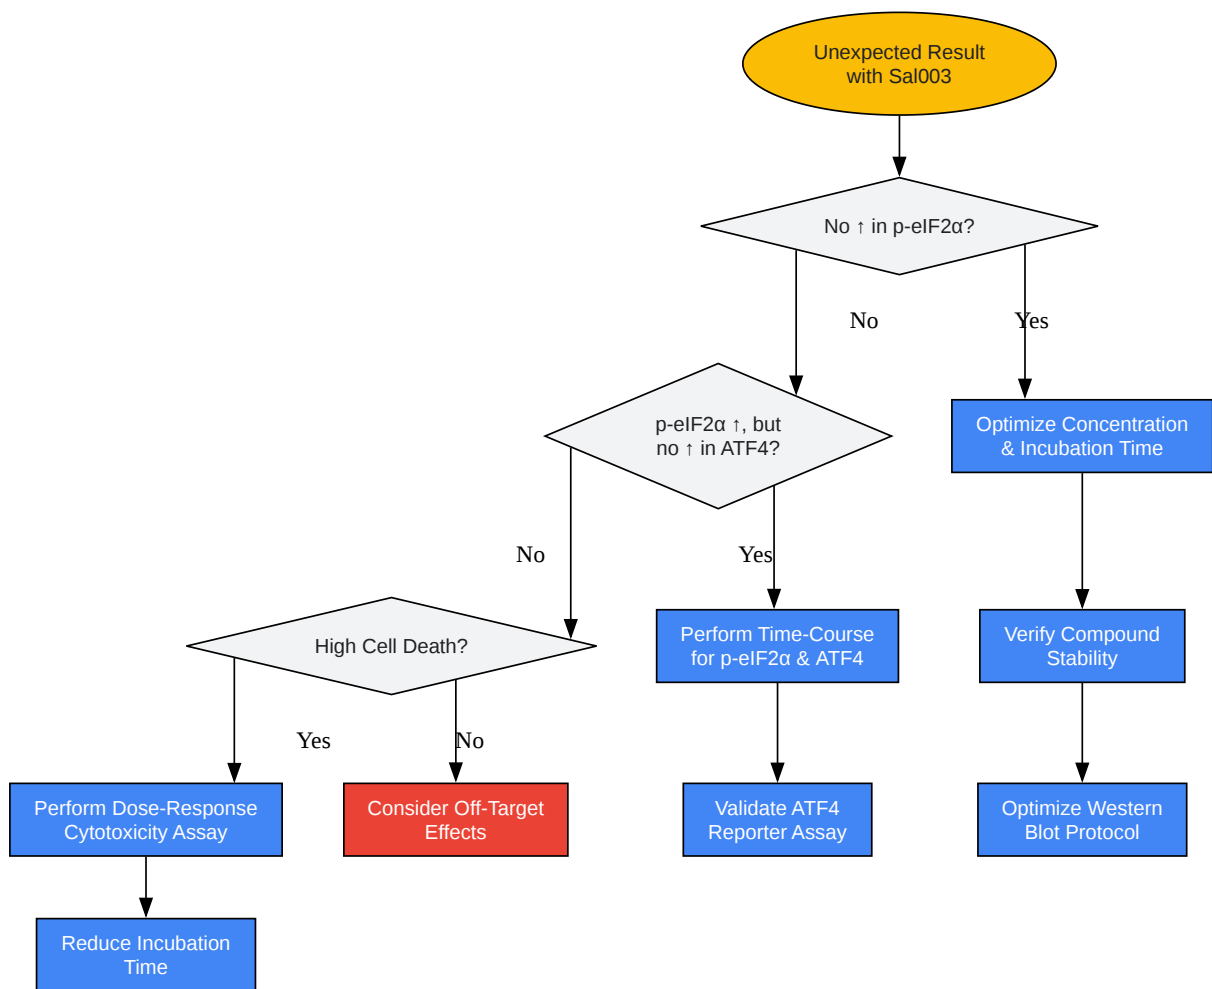 Unexpected Result
with Sal003
No ↑ in p-eIF2α?
No
Yes
p-eIF2α ↑, but
no ↑ in ATF4?
Optimize Concentration
& Incubation Time
No
Yes
High Cell Death?
Perform Time-Course
for p-eIF2α & ATF4
Verify Compound
Stability
Yes
No
Perform Dose-Response
Cytotoxicity Assay
Consider Off-Target
Effects
Validate ATF4
Reporter Assay
Optimize Western
Blot Protocol
Reduce Incubation
Time